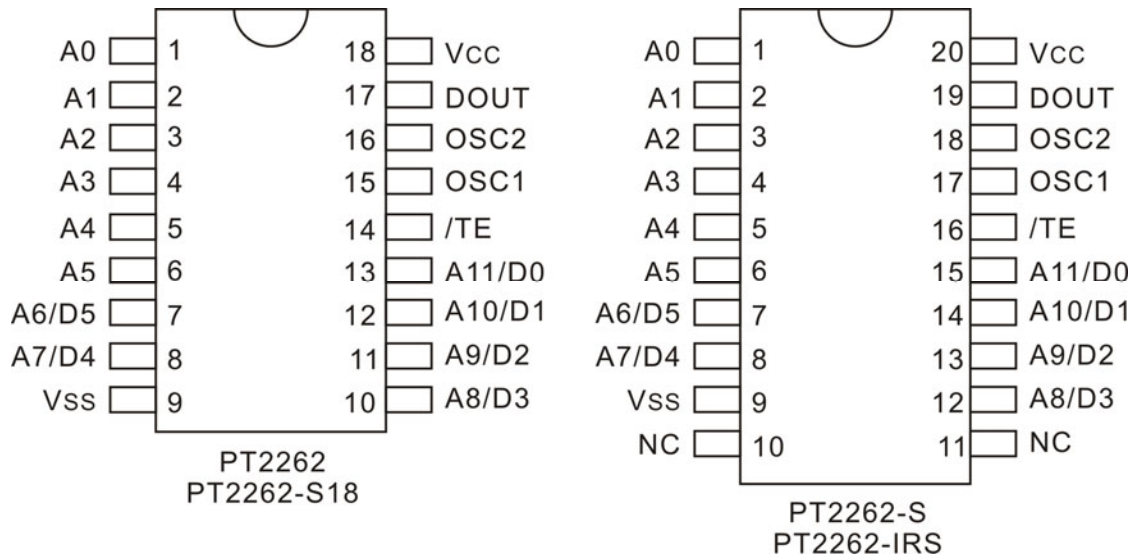 A0 1 18 Vcc
A1 2 17 DOUT
A2 3 16 OSC2
A3 4 15 OSC1
A4 5 14 /TE
A5 6 13 A11/D0
A6/D5 7 12 A10/D1
A7/D4 8 11 A9/D2
Vss 9 10 A8/D3
PT2262
PT2262-S18
A0 1 20 Vcc
A1 2 19 DOUT
A2 3 18 OSC2
A3 4 17 OSC1
A4 5 16 /TE
A5 6 15 A11/D0
A6/D5 7 14 A10/D1
A7/D4 8 13 A9/D2
Vss 9 12 A8/D3
NC 10 11 NC
PT2262-S
PT2262-IRS